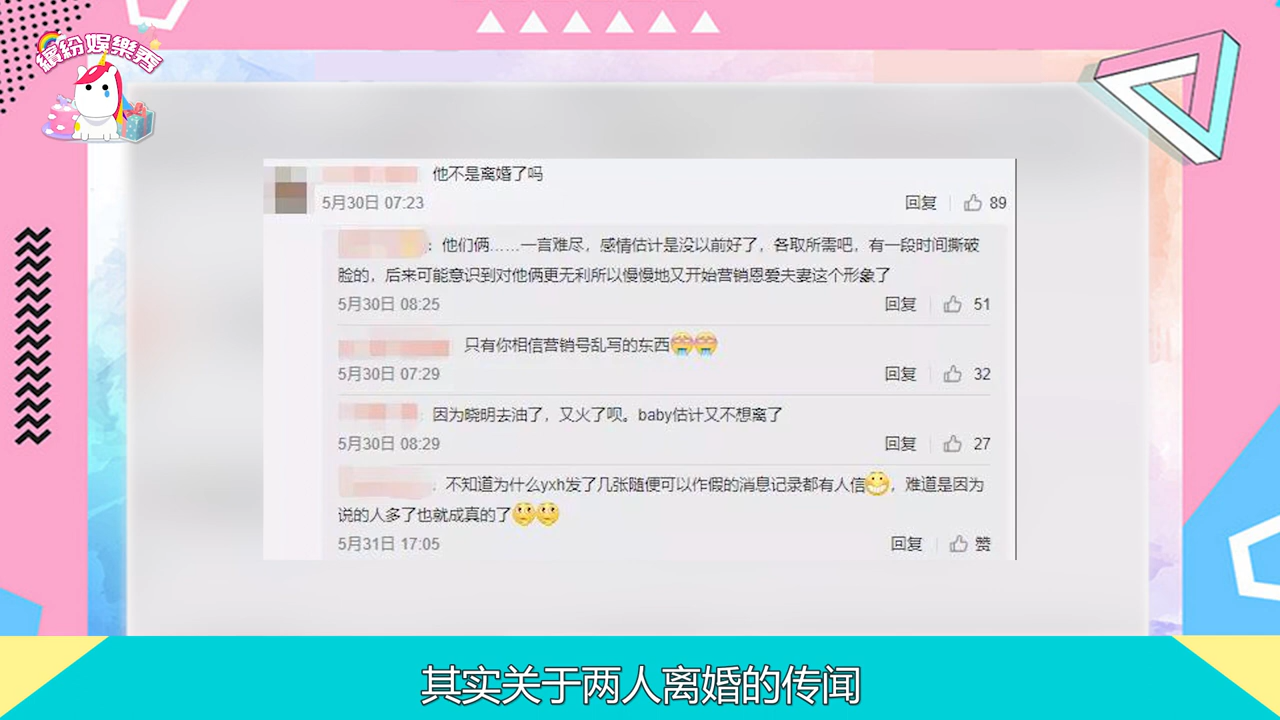 繽紛娛樂秀
他不是离婚了吗
5月30日 07:23 回复 89
：他们俩……一言难尽，感情估计是没以前好了，各取所需吧，有一段时间撕破
脸的，后来可能意识到对他俩更无利所以慢慢地又开始营销恩爱夫妻这个形象了
5月30日 08:25 回复 51
只有你相信营销号乱写的东西
5月30日 07:29 回复 32
：因为晓明去油了，又火了呗。baby估计又不想离了
5月30日 08:29 回复 27
：不知道为什么yxh发了几张随便可以作假的消息记录都有人信，难道是因为
说的人多了也就成真的了
5月31日 17:05 回复 赞
其实关于两人离婚的传闻